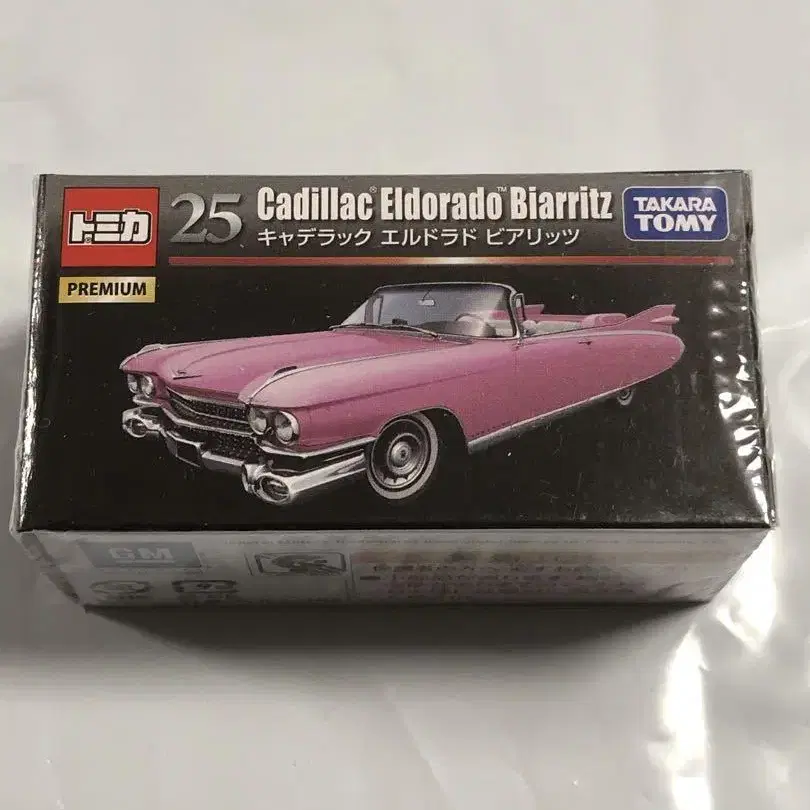 トミカ
PREMIUM
25
Cadillac® Eldorado™ Biarritz
キャデラック エルドラド ビアリッツ
TAKARA TOMY
GM